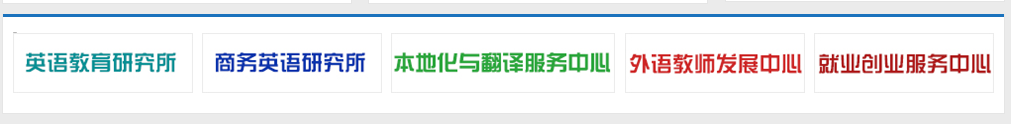 英语教育研究所
商务英语研究所
本地化与翻译服务中心
外语教师发展中心
就业创业服务中心